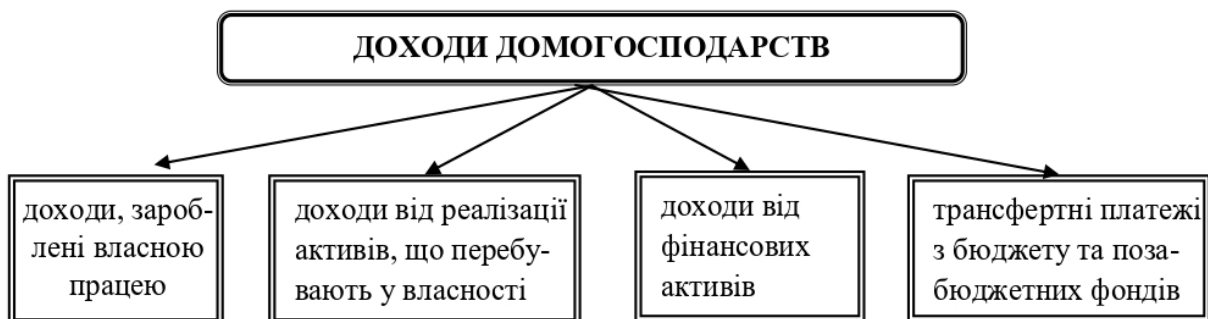 ДОХОДИ ДОМОГОСПОДАРСТВ
доходи, зароб-
лені власною
працею
доходи від реалізації
активів, що перебу-
вають у власності
доходи від
фінансових
активів
трансфертні платежі
з бюджету та поза-
бюджетних фондів